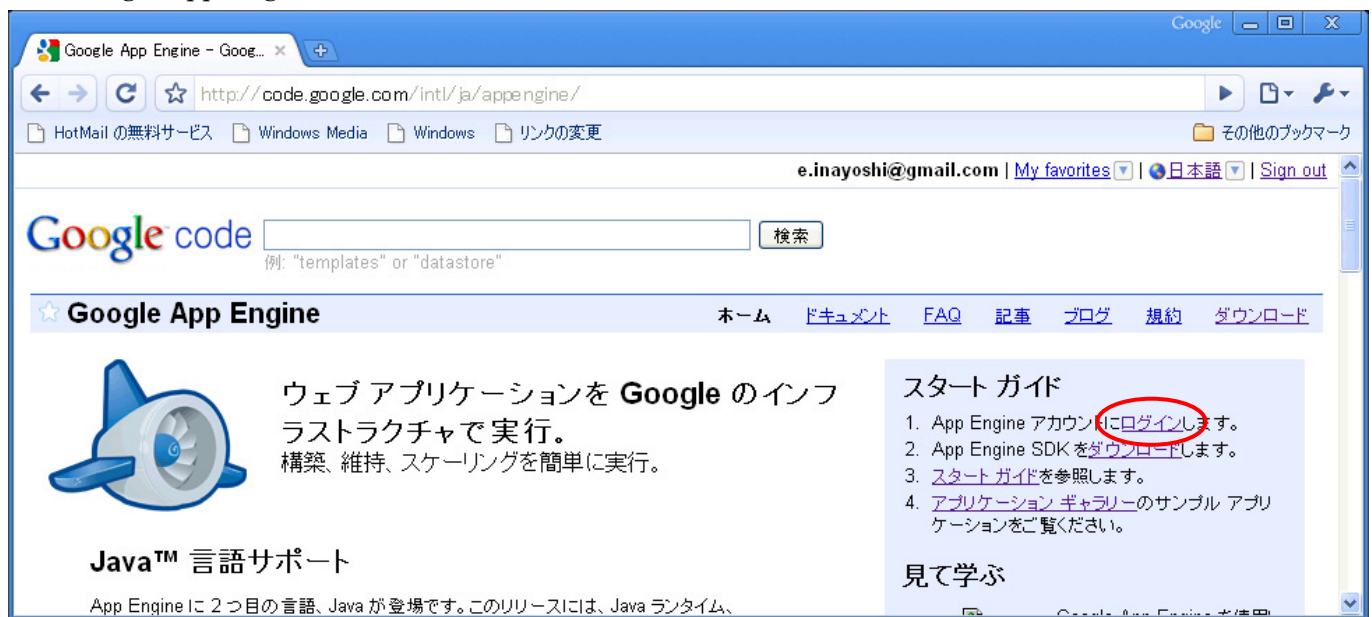 Google
Google App Engine - Goog...
http://code.google.com/intl/ja/appengine/
HotMail の無料サービス Windows Media Windows リンクの変更 その他のブックマーク
e.inayoshi@gmail.com | My favorites | 日本語 | Sign out
Google code 検索
例: "templates" or "datastore"
Google App Engine ホーム ドキュメント FAQ 記事 ブログ 規約 ダウンロード
ウェブ アプリケーションを Google のインフ
ラストラクチャで実行。
構築、維持、スケーリングを簡単に実行。
Java™ 言語サポート
App Engine に 2 つ目の言語、Java が登場です。このリリースには、Java ランタイム、
スタート ガイド
1. App Engine アカウントにログインします。
2. App Engine SDK をダウンロードします。
3. スタート ガイドを参照します。
4. アプリケーション ギャラリーのサンプル アプリ
ケーションをご覧ください。
見て学ぶ